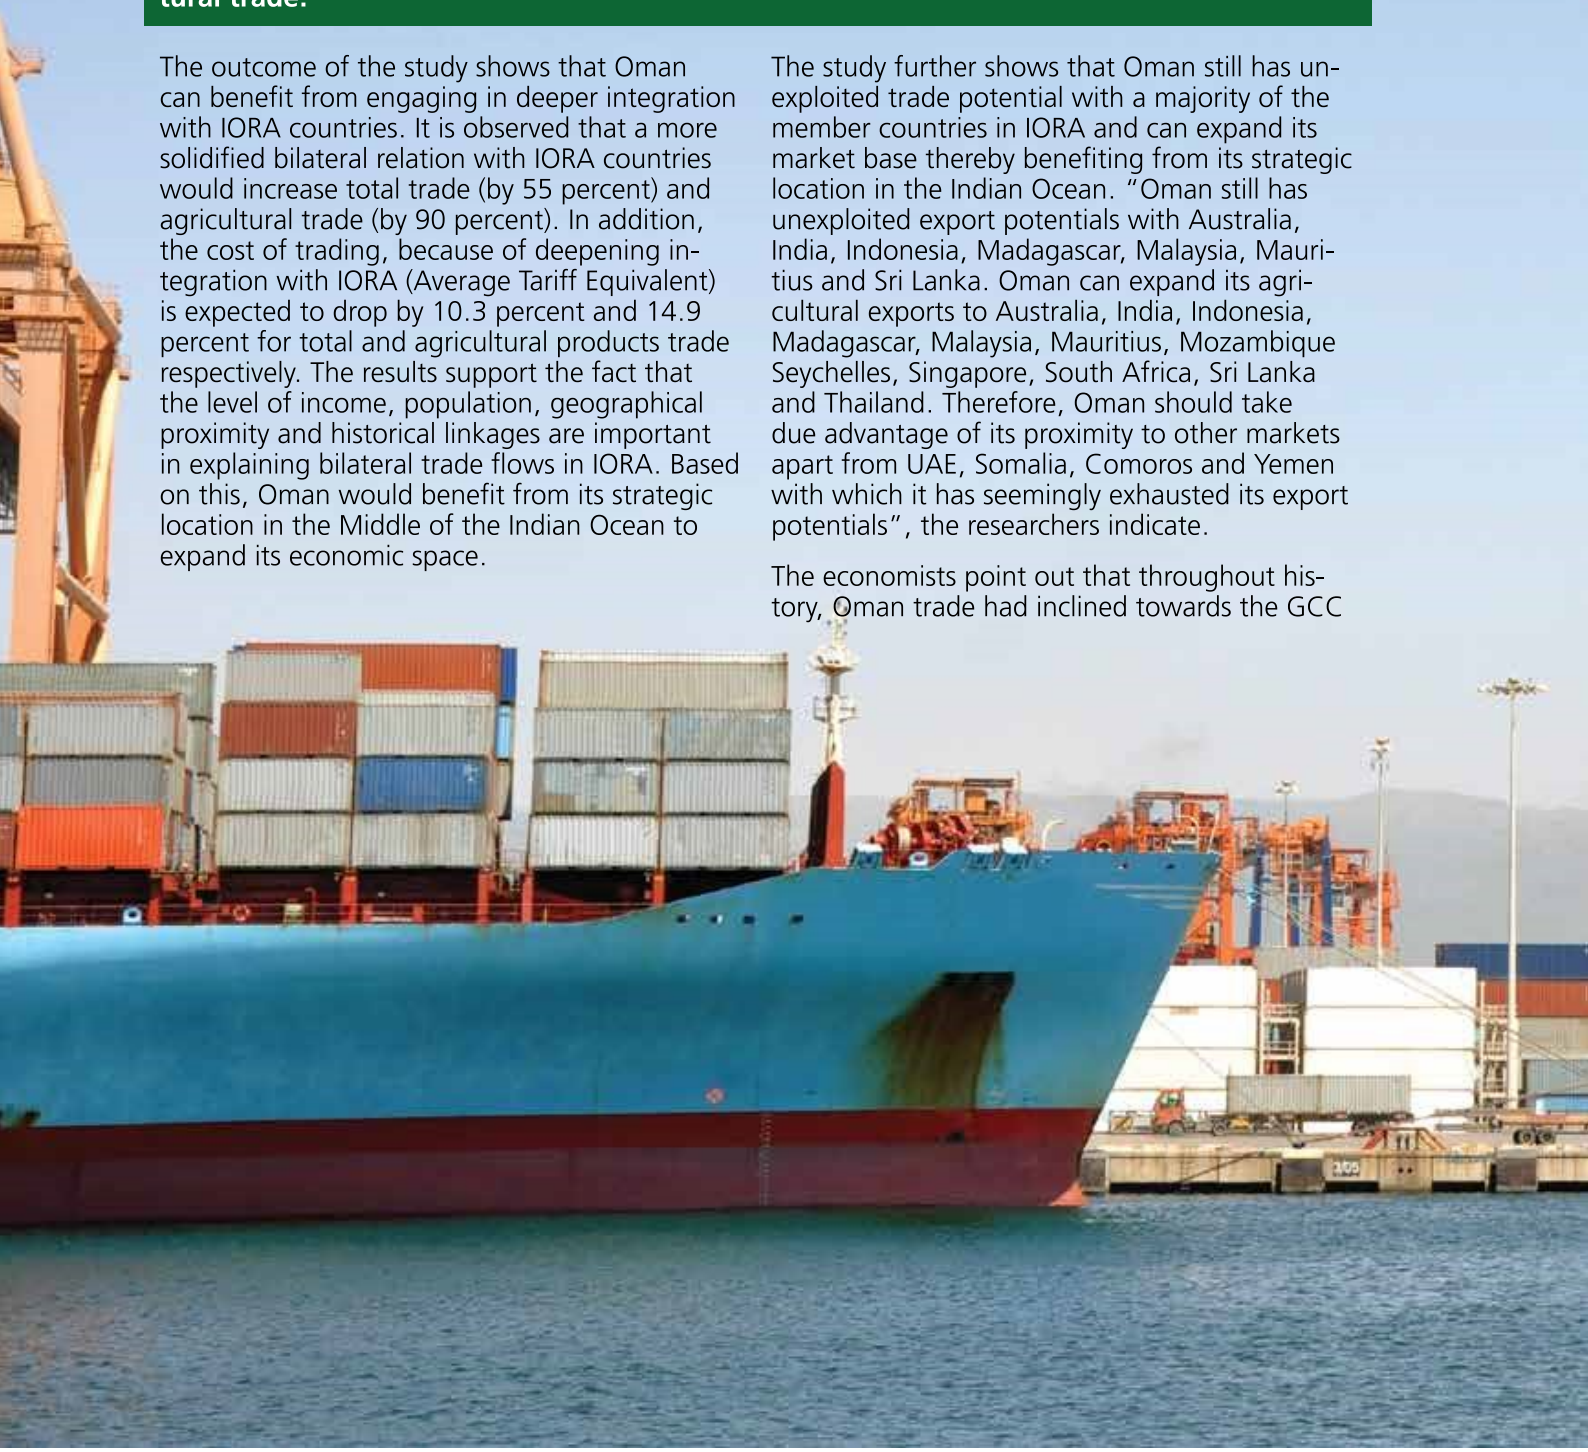 tural trade.
The outcome of the study shows that Oman
can benefit from engaging in deeper integration
with IORA countries. It is observed that a more
solidified bilateral relation with IORA countries
would increase total trade (by 55 percent) and
agricultural trade (by 90 percent). In addition,
the cost of trading, because of deepening in-
tegration with IORA (Average Tariff Equivalent)
is expected to drop by 10.3 percent and 14.9
percent for total and agricultural products trade
respectively. The results support the fact that
the level of income, population, geographical
proximity and historical linkages are important
in explaining bilateral trade flows in IORA. Based
on this, Oman would benefit from its strategic
location in the Middle of the Indian Ocean to
expand its economic space.
The study further shows that Oman still has un-
exploited trade potential with a majority of the
member countries in IORA and can expand its
market base thereby benefiting from its strategic
location in the Indian Ocean. “Oman still has
unexploited export potentials with Australia,
India, Indonesia, Madagascar, Malaysia, Mauri-
tius and Sri Lanka. Oman can expand its agri-
cultural exports to Australia, India, Indonesia,
Madagascar, Malaysia, Mauritius, Mozambique
Seychelles, Singapore, South Africa, Sri Lanka
and Thailand. Therefore, Oman should take
due advantage of its proximity to other markets
apart from UAE, Somalia, Comoros and Yemen
with which it has seemingly exhausted its export
potentials”, the researchers indicate.
The economists point out that throughout his-
tory, Oman trade had inclined towards the GCC